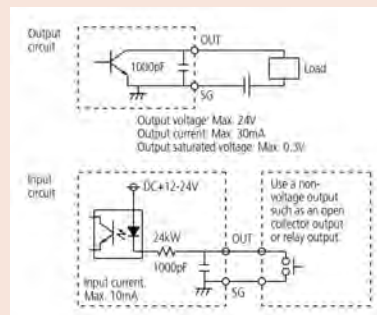 Output
circuit
OUT
1000pF
Load
SG
Output voltage: Max. 24V
Output current: Max. 30mA
Output saturated voltage: Max. 0.3V
Input
circuit
DC+12-24V
Use a non-
voltage output
such as an open
collector output
or relay output.
24kW
OUT
1000pF
Input current.
Max. 10mA
SG